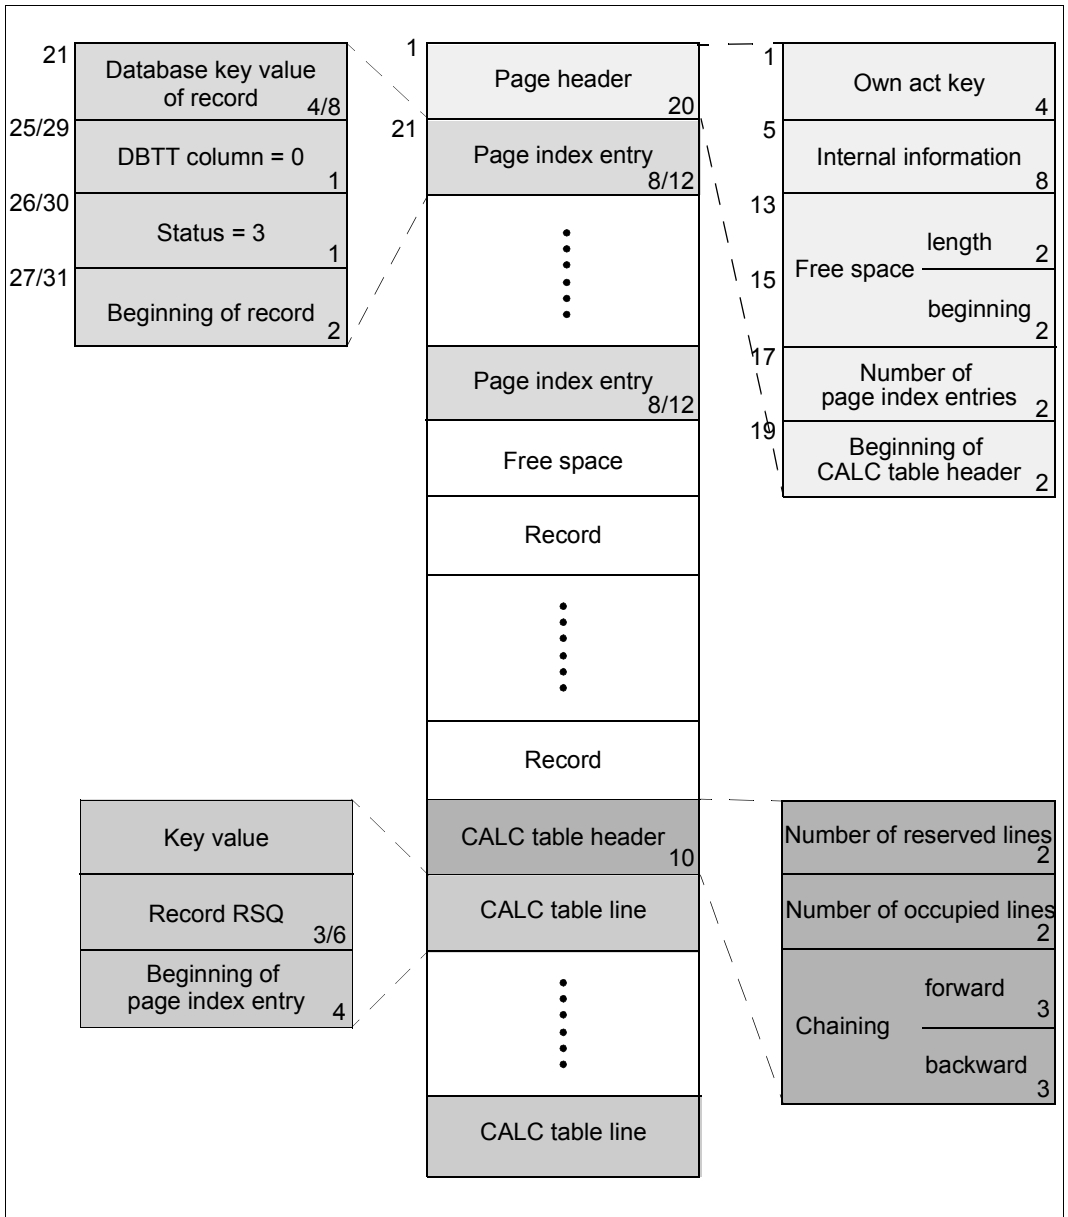 21
Database key value
of record
4/8
25/29
DBTT column = 0
1
26/30
Status = 3
1
27/31
Beginning of record
2
1
Page header
20
21
Page index entry
8/12
Page index entry
8/12
Free space
Record
Record
CALC table header
10
CALC table line
CALC table line
1
Own act key
4
5
Internal information
8
13
Free space
length
2
15
beginning
2
17
Number of
page index entries
2
19
Beginning of
CALC table header
2
Key value
Record RSQ
3/6
Beginning of
page index entry
4
Number of reserved lines
2
Number of occupied lines
2
Chaining
forward
3
backward
3